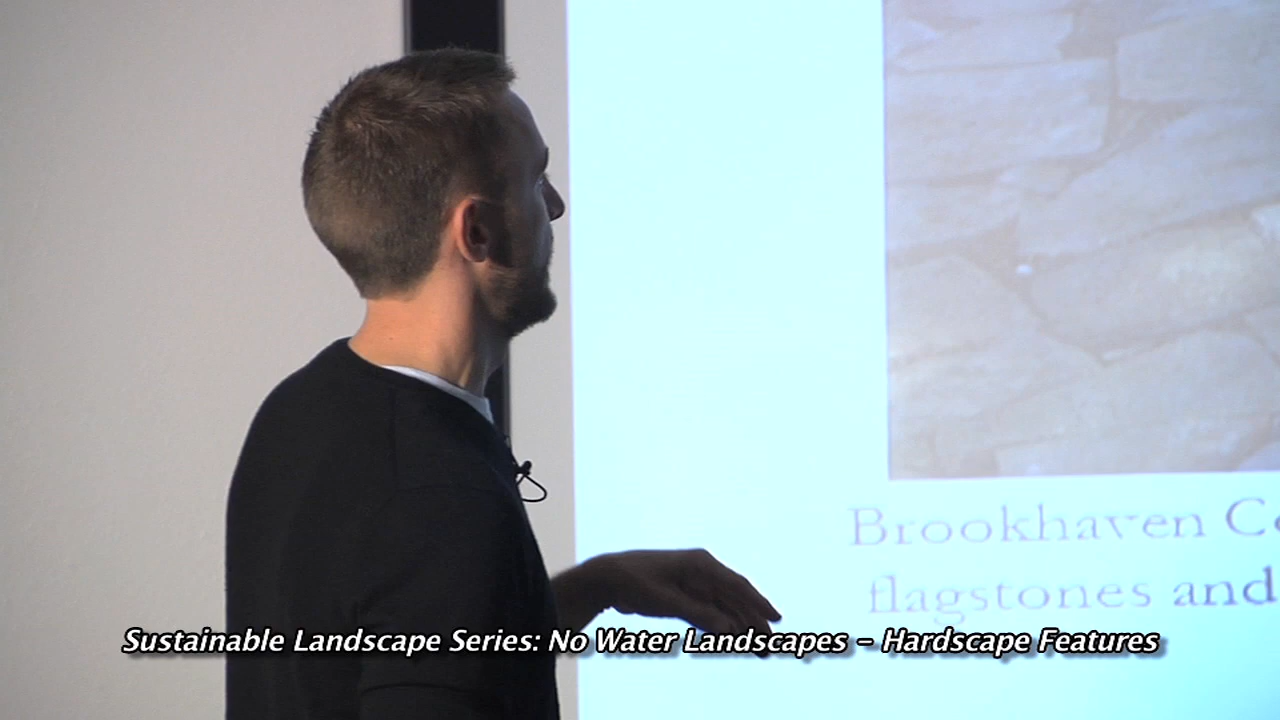 Brookhaven
flagstones and
Sustainable Landscape Series: No Water Landscapes - Hardscape Features